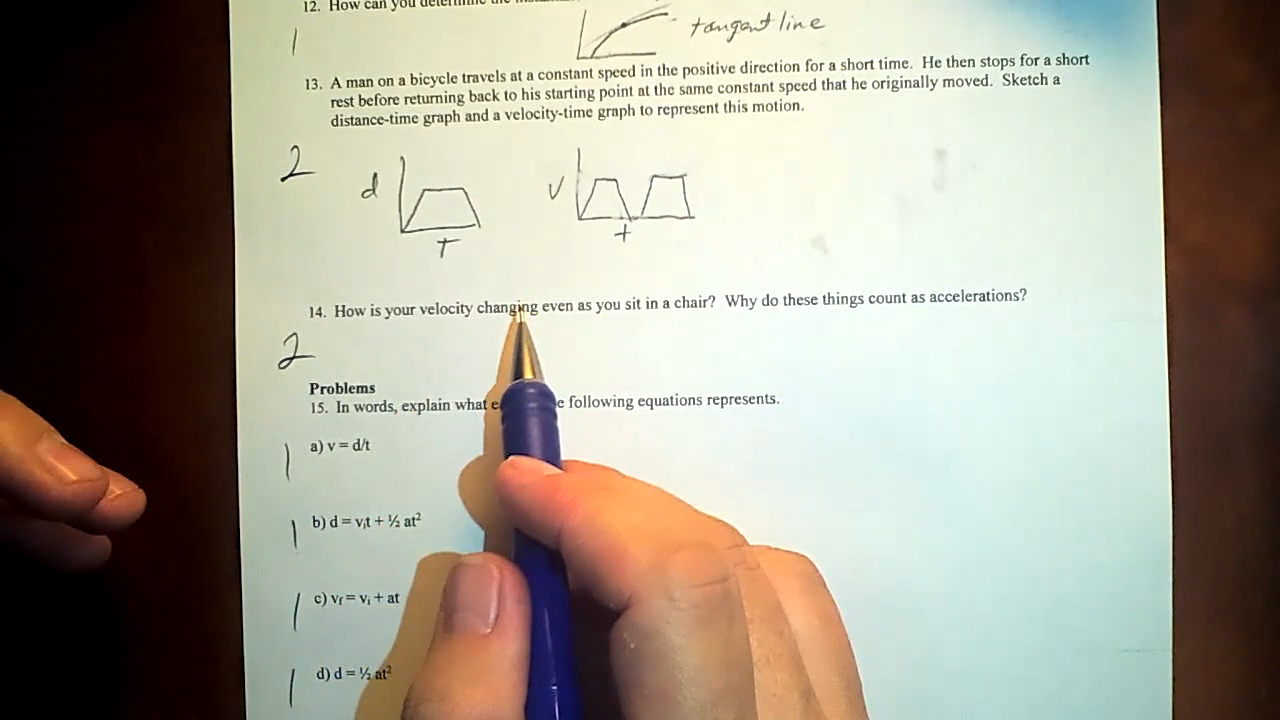 12. How can you determine the
tangent line
1
13. A man on a bicycle travels at a constant speed in the positive direction for a short time. He then stops for a short
rest before returning back to his starting point at the same constant speed that he originally moved. Sketch a
distance-time graph and a velocity-time graph to represent this motion.
2
d
T
v
t
14. How is your velocity changing even as you sit in a chair? Why do these things count as accelerations?
2
Problems
15. In words, explain what following equations represents.
1 a) v = d/t
1 b) d = vᵢt + ½ at²
1 c) v_f = vᵢ + at
1 d) d = ½ at²